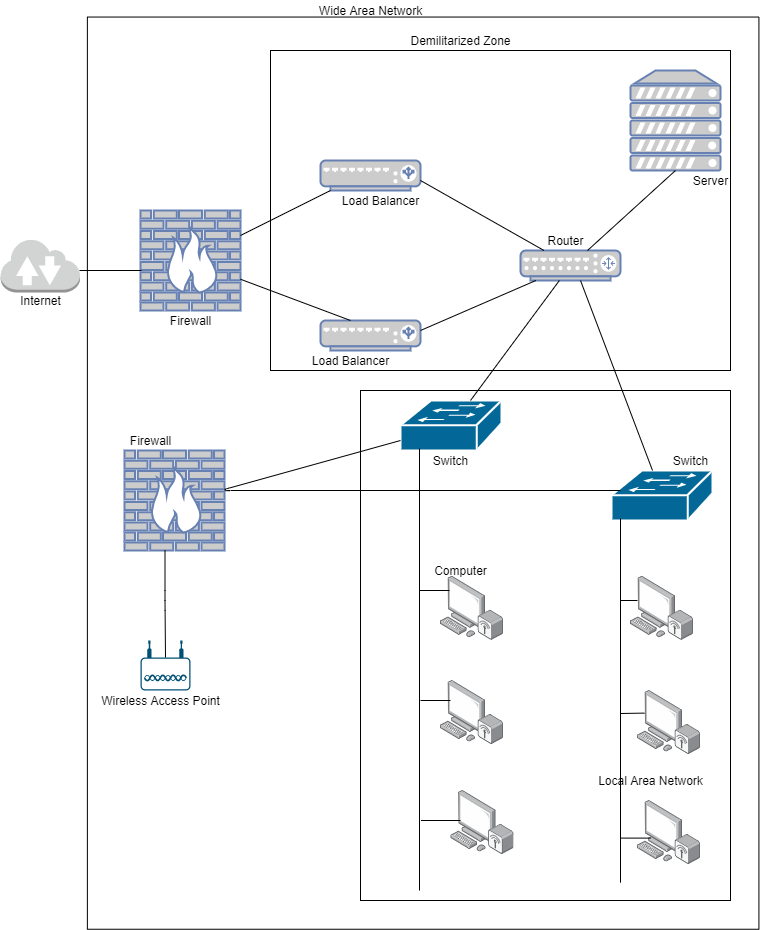 Wide Area Network
Demilitarized Zone
Server
Load Balancer
Router
Internet
Firewall
Load Balancer
Firewall
Switch
Switch
Computer
Wireless Access Point
Local Area Network